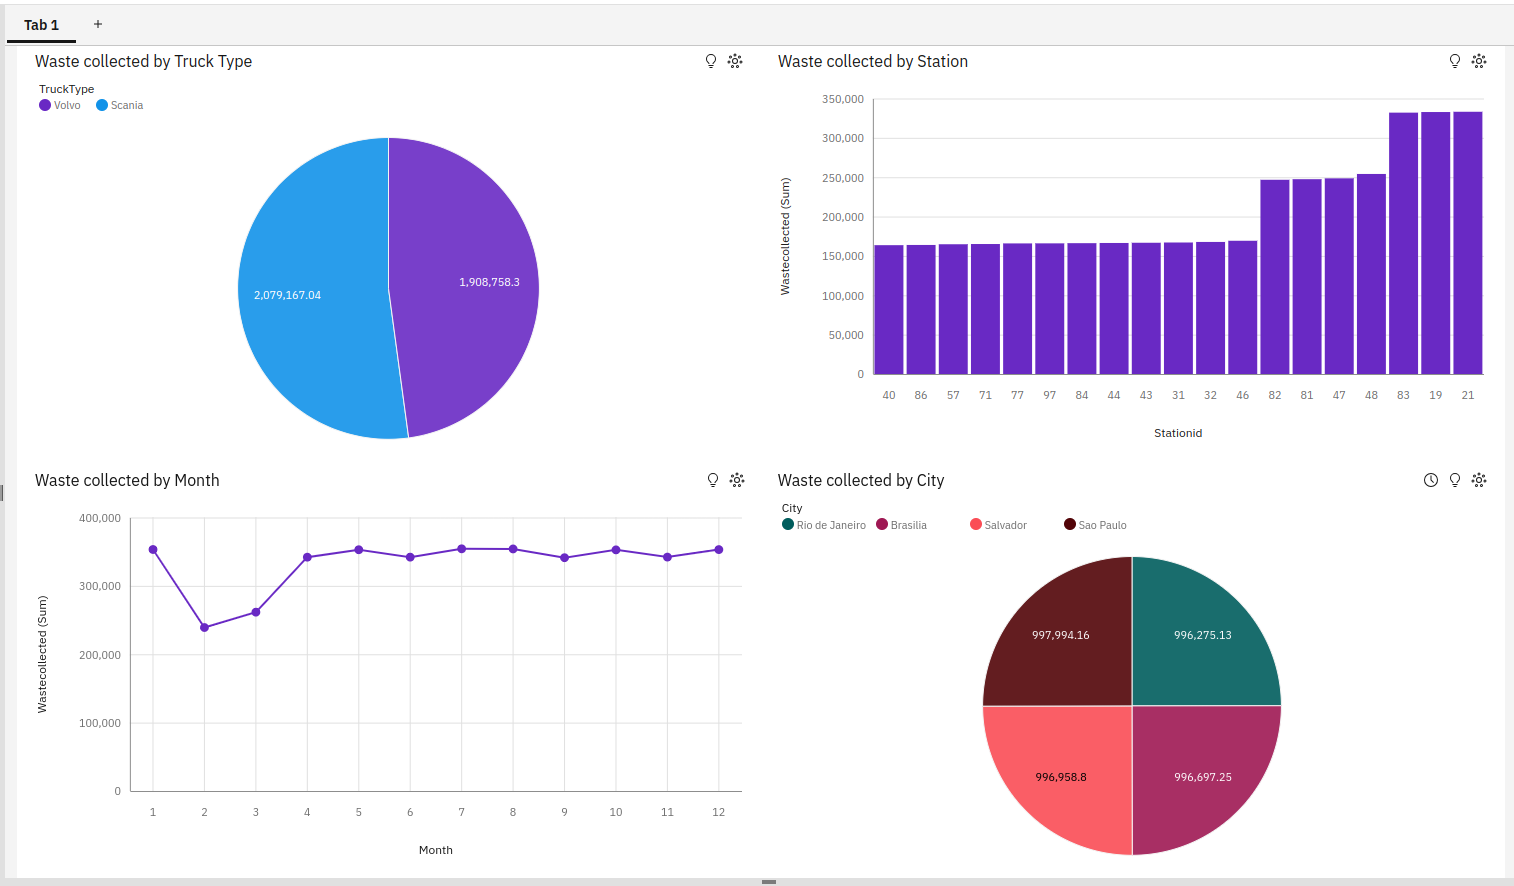 Tab 1 +
Waste collected by Truck Type
TruckType
Volvo Scania
2,079,167.04
1,908,758.3
Waste collected by Station
Wastecollected (Sum)
350,000
300,000
250,000
200,000
150,000
100,000
50,000
0
40 86 57 71 77 97 84 44 43 31 32 46 82 81 47 48 83 19 21
Stationid
Waste collected by Month
Wastecollected (Sum)
400,000
300,000
200,000
100,000
0
1 2 3 4 5 6 7 8 9 10 11 12
Month
Waste collected by City
City
Rio de Janeiro Brasilia Salvador Sao Paulo
997,994.16 996,275.13
996,958.8 996,697.25